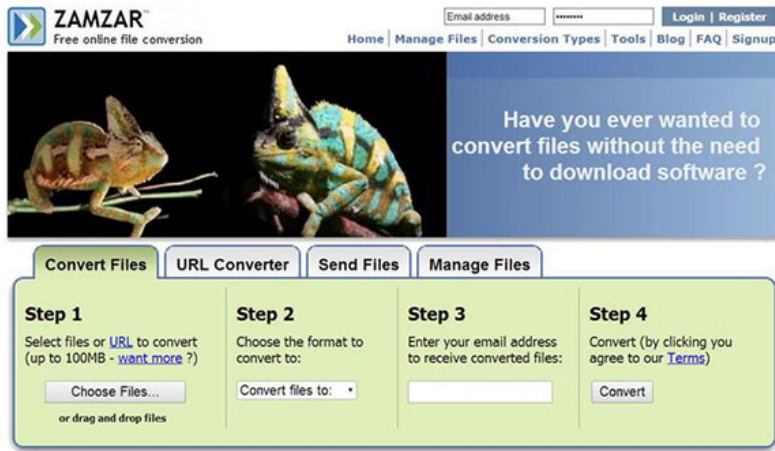 ZAMZAR™
Free online file conversion
Email address
••••••••
Login | Register
Home | Manage Files | Conversion Types | Tools | Blog | FAQ | Signup
Have you ever wanted to
convert files without the need
to download software ?
Convert Files
URL Converter
Send Files
Manage Files
Step 1
Select files or URL to convert
(up to 100MB - want more ?)
Choose Files...
or drag and drop files
Step 2
Choose the format to
convert to:
Convert files to:
Step 3
Enter your email address
to receive converted files:
Step 4
Convert (by clicking you
agree to our Terms)
Convert